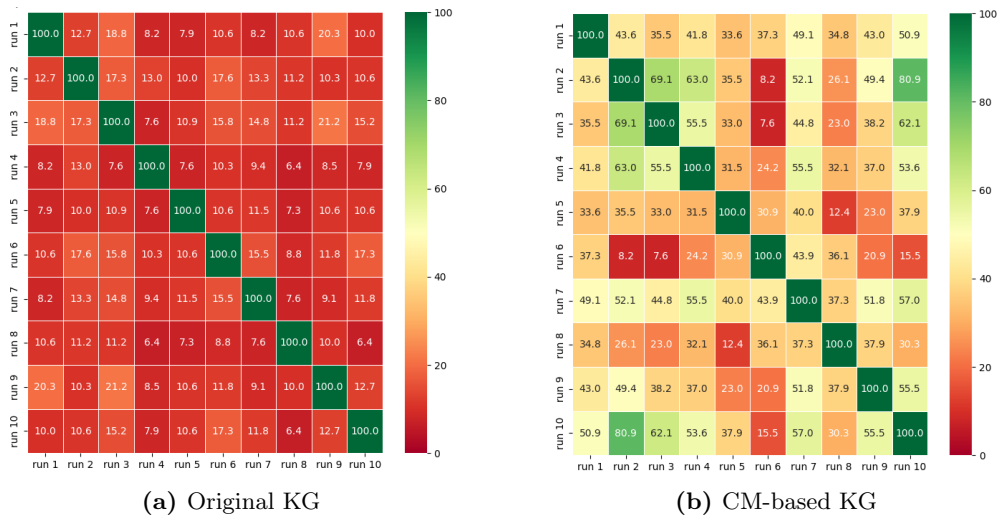 100
80
60
40
20
0
run 1 100.0 12.7 18.8 8.2 7.9 10.6 8.2 10.6 20.3 10.0
run 2 12.7 100.0 17.3 13.0 10.0 17.6 13.3 11.2 10.3 10.6
run 3 18.8 17.3 100.0 7.6 10.9 15.8 14.8 11.2 21.2 15.2
run 4 8.2 13.0 7.6 100.0 7.6 10.3 9.4 6.4 8.5 7.9
run 5 7.9 10.0 10.9 7.6 100.0 10.6 11.5 7.3 10.6 10.6
run 6 10.6 17.6 15.8 10.3 10.6 100.0 15.5 8.8 11.8 17.3
run 7 8.2 13.3 14.8 9.4 11.5 15.5 100.0 7.6 9.1 11.8
run 8 10.6 11.2 11.2 6.4 7.3 8.8 7.6 100.0 10.0 6.4
run 9 20.3 10.3 21.2 8.5 10.6 11.8 9.1 10.0 100.0 12.7
run 10 10.0 10.6 15.2 7.9 10.6 17.3 11.8 6.4 12.7 100.0
run 1 run 2 run 3 run 4 run 5 run 6 run 7 run 8 run 9 run 10
(a) Original KG
100
80
60
40
20
0
run 1 100.0 43.6 35.5 41.8 33.6 37.3 49.1 34.8 43.0 50.9
run 2 43.6 100.0 69.1 63.0 35.5 8.2 52.1 26.1 49.4 80.9
run 3 35.5 69.1 100.0 55.5 33.0 7.6 44.8 23.0 38.2 62.1
run 4 41.8 63.0 55.5 100.0 31.5 24.2 55.5 32.1 37.0 53.6
run 5 33.6 35.5 33.0 31.5 100.0 30.9 40.0 12.4 23.0 37.9
run 6 37.3 8.2 7.6 24.2 30.9 100.0 43.9 36.1 20.9 15.5
run 7 49.1 52.1 44.8 55.5 40.0 43.9 100.0 37.3 51.8 57.0
run 8 34.8 26.1 23.0 32.1 12.4 36.1 37.3 100.0 37.9 30.3
run 9 43.0 49.4 38.2 37.0 23.0 20.9 51.8 37.9 100.0 55.5
run 10 50.9 80.9 62.1 53.6 37.9 15.5 57.0 30.3 55.5 100.0
run 1 run 2 run 3 run 4 run 5 run 6 run 7 run 8 run 9 run 10
(b) CM-based KG